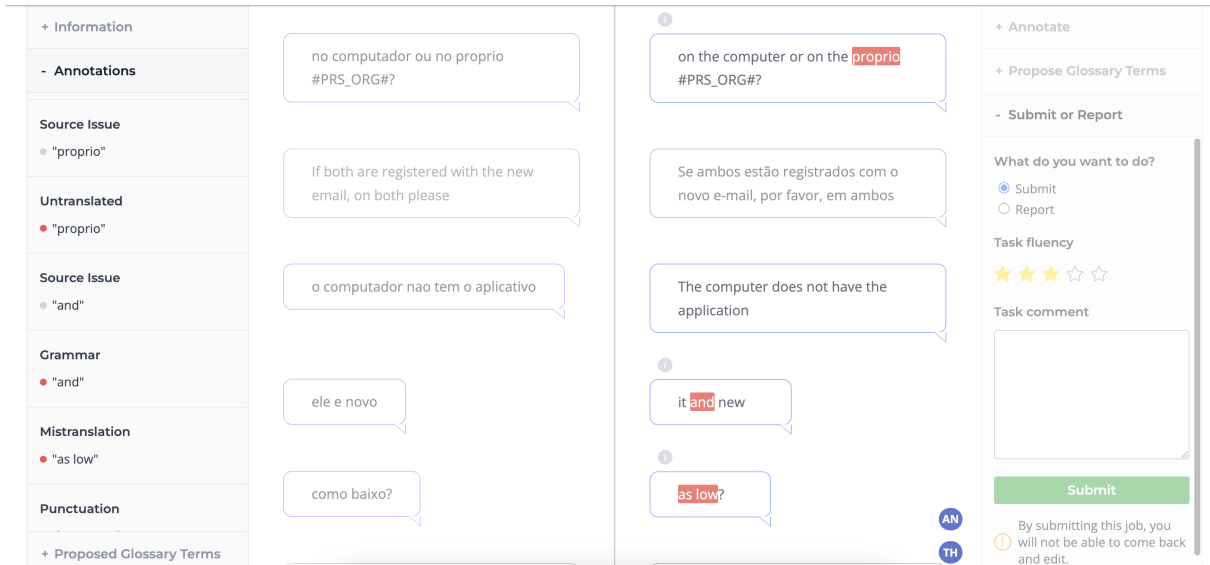 + Information
- Annotations
Source Issue
"proprio"
Untranslated
"proprio"
Source Issue
"and"
Grammar
"and"
Mistranslation
"as low"
Punctuation
+ Proposed Glossary Terms
no computador ou no proprio
#PRS_ORG#?
If both are registered with the new
email, on both please
o computador nao tem o aplicativo
ele e novo
como baixo?
i
on the computer or on the proprio
#PRS_ORG#?
Se ambos estão registrados com o
novo e-mail, por favor, em ambos
The computer does not have the
application
i
it and new
i
as low?
AN
TH
+ Annotate
+ Propose Glossary Terms
- Submit or Report
What do you want to do?
Submit
Report
Task fluency
Task comment
Submit
By submitting this job, you
will not be able to come back
and edit.